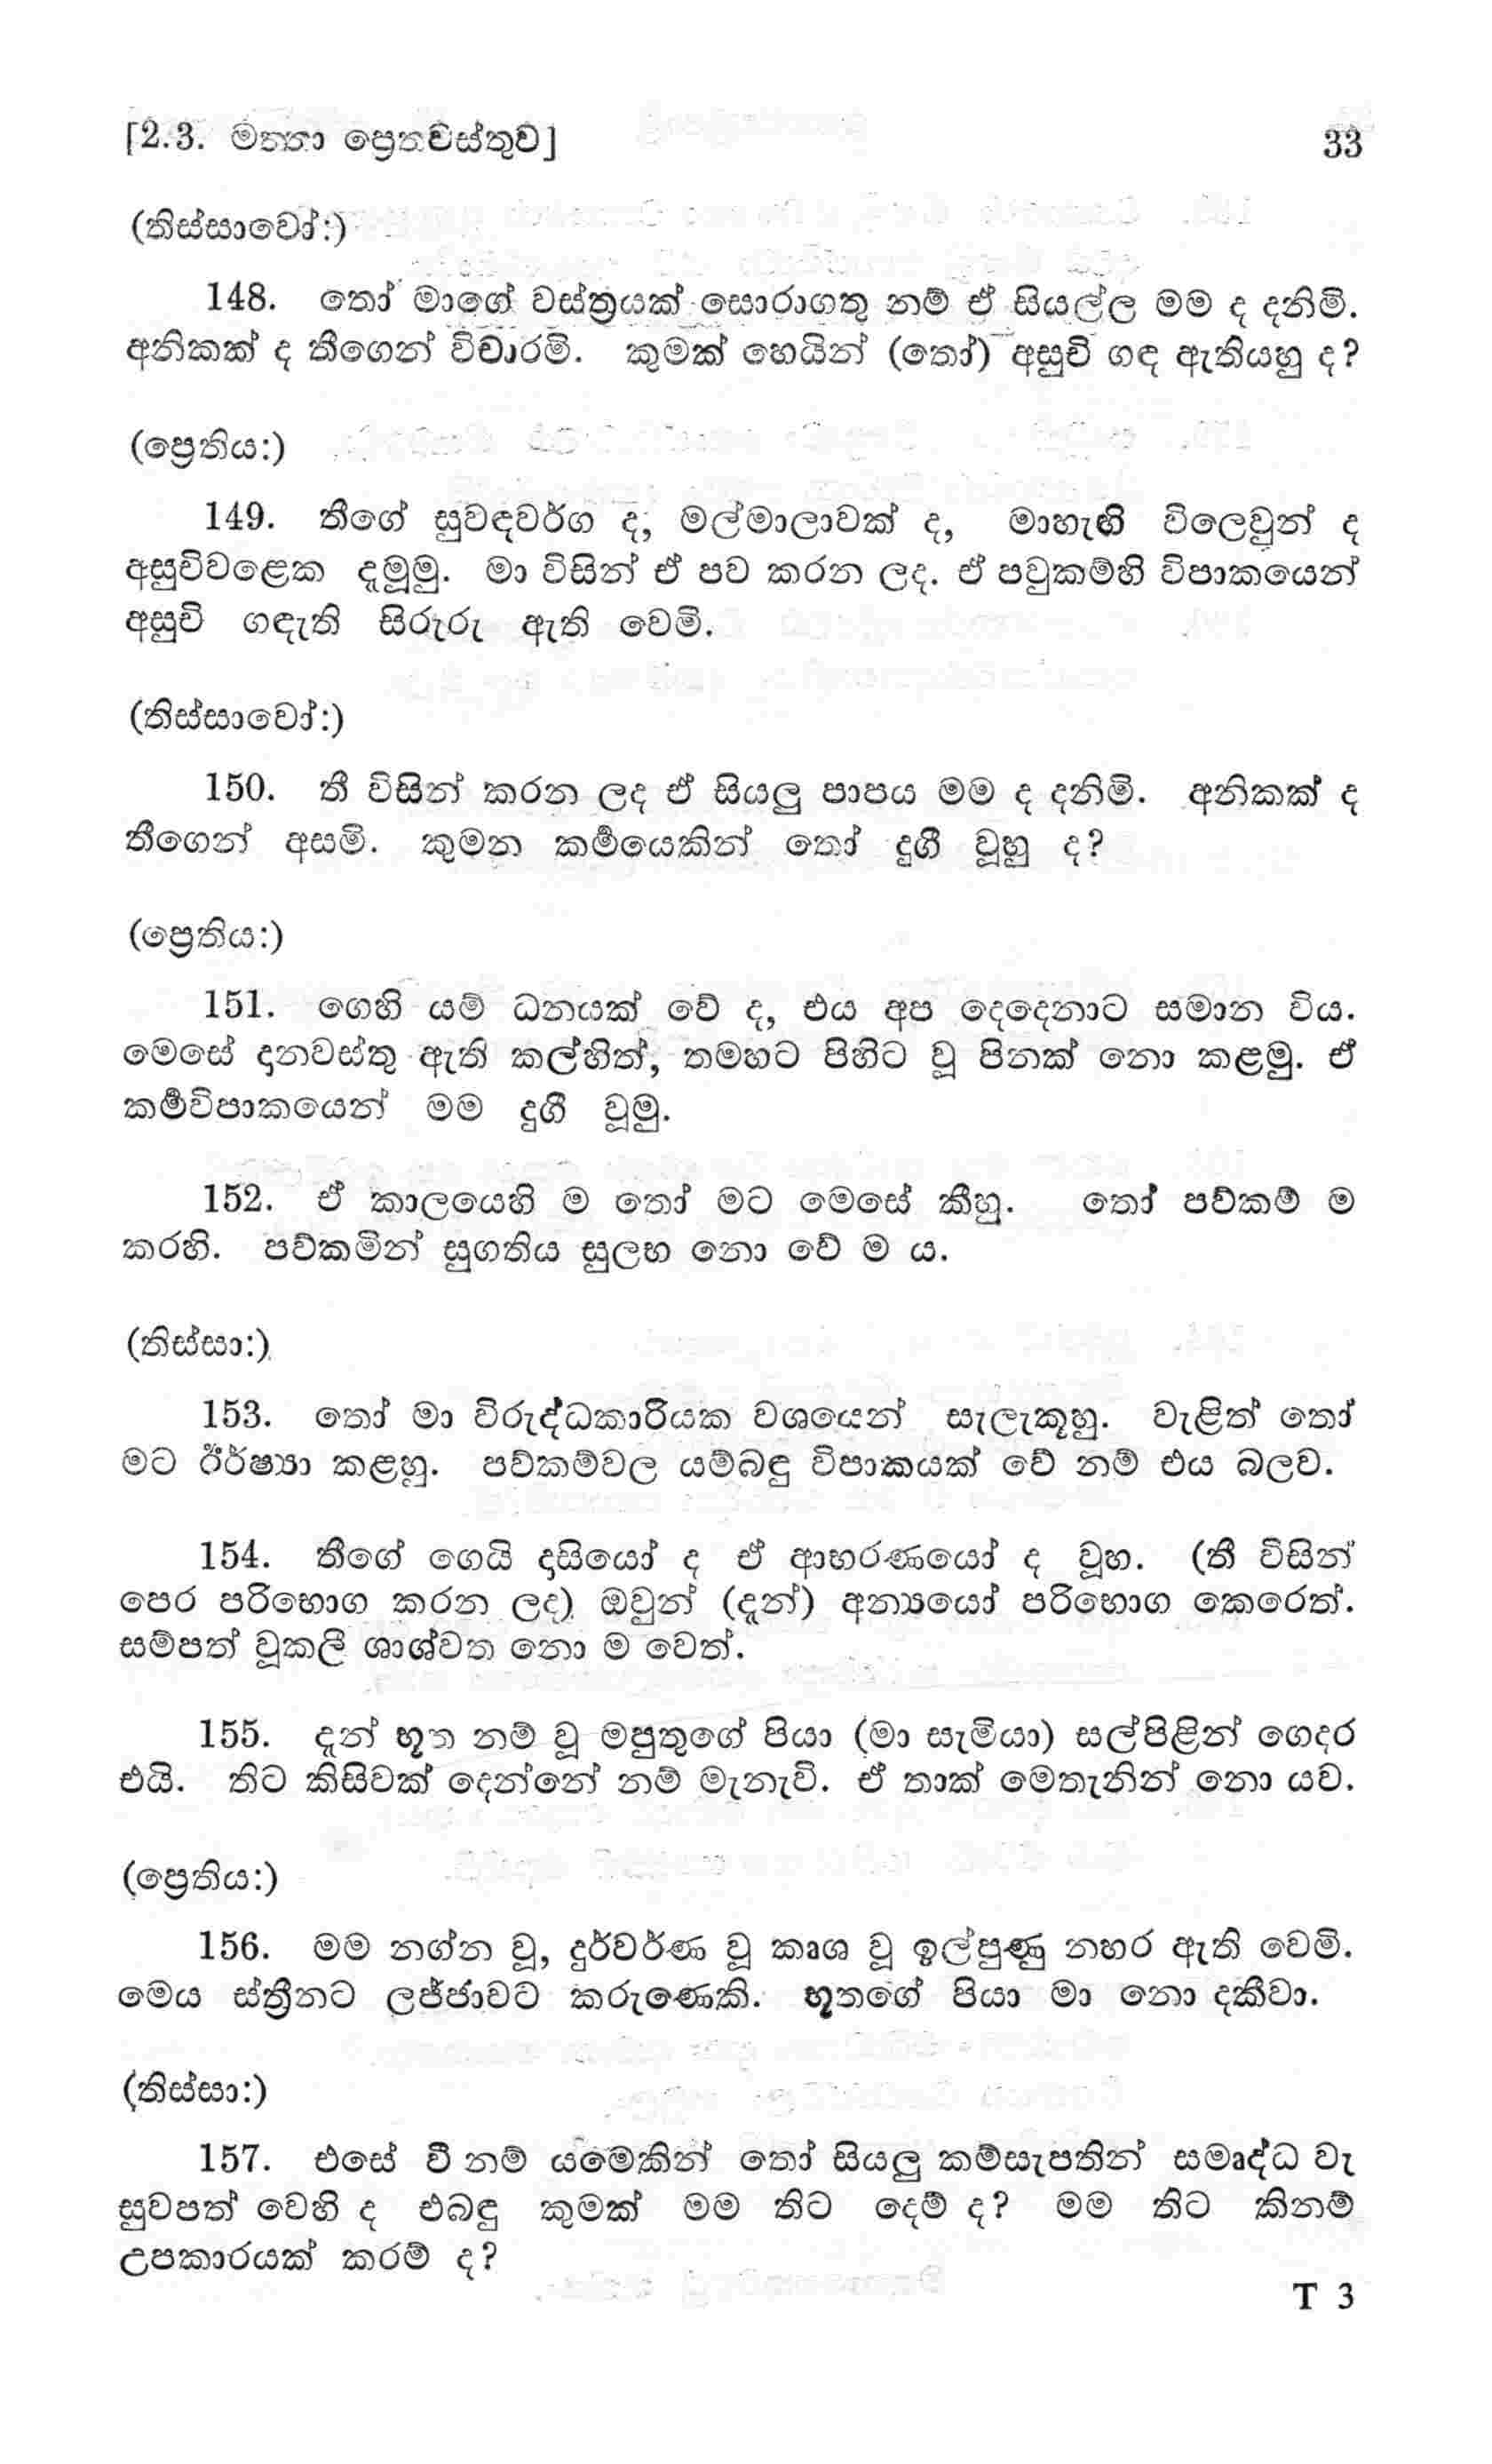 [2.3. මත්තා ප්‍රෙතවස්තුව] 33
(තිස්සාවෝ:)
148. තෝ මාගේ වස්ත්‍රයක් සොරාගතු නම් ඒ සියල්ල මම ද දනිමි.
අනිකක් ද තීගෙන් විචාරමි. කුමක් හෙයින් (තෝ) අසුචි ගඳ ඇතියහු ද?
(ප්‍රෙතිය:)
149. තීගේ සුවඳවර්ග ද, මල්මාලාවක් ද, මාහැඟි විලෙවුන් ද
අසුචිවළෙක දැමූමු. මා විසින් ඒ පව කරන ලද. ඒ පවුකම්හි විපාකයෙන්
අසුචි ගඳැති සිරුරු ඇති වෙමි.
(තිස්සාවෝ:)
150. තී විසින් කරන ලද ඒ සියලු පාපය මම ද දනිමි. අනිකක් ද
තීගෙන් අසමි. කුමන කර්‍මයෙකින් තෝ දුගී වූහු ද?
(ප්‍රෙතිය:)
151. ගෙහි යම් ධනයක් වේ ද, එය අප දෙදෙනාට සමාන විය.
මෙසේ දානවස්තු ඇති කල්හිත්, තමහට පිහිට වූ පිනක් නො කළමු. ඒ
කර්‍මවිපාකයෙන් මම දුගී වූමු.
152. ඒ කාලයෙහි ම තෝ මට මෙසේ කීහු. තෝ පව්කම් ම
කරහි. පව්කමින් සුගතිය සුලභ නො වේ ම ය.
(තිස්සා:)
153. තෝ මා විරුද්ධකාරියක වශයෙන් සැලැකූහු. වැළිත් තෝ
මට ඊර්ෂ්‍යා කළහු. පව්කම්වල යම්බඳු විපාකයක් වේ නම් එය බලව.
154. තීගේ ගෙයි දාසියෝ ද ඒ ආභරණයෝ ද වූහ. (තී විසින්
පෙර පරිභොග කරන ලද) ඔවුන් (දැන්) අන්‍යයෝ පරිභොග කෙරෙත්.
සම්පත් වූකලී ශාශ්වත නො ම වෙත්.
155. දැන් භූත නම් වූ මපුතුගේ පියා (මා සැමියා) සල්පිළින් ගෙදර
එයි. තිට කිසිවක් දෙන්නේ නම් මැනැවි. ඒ තාක් මෙතැනින් නො යව.
(ප්‍රෙතිය:)
156. මම නග්න වූ, දුර්වර්ණ වූ කෘශ වූ ඉල්පුණු නහර ඇති වෙමි.
මෙය ස්ත්‍රීනට ලජ්ජාවට කරුණෙකි. භූතගේ පියා මා නො දකීවා.
(තිස්සා:)
157. එසේ වී නම් යමෙකින් තෝ සියලු කම්සැපතින් සමෘද්ධ වැ
සුවපත් වෙහි ද එබඳු කුමක් මම තිට දෙම් ද? මම තිට කිනම්
උපකාරයක් කරම් ද?
T 3